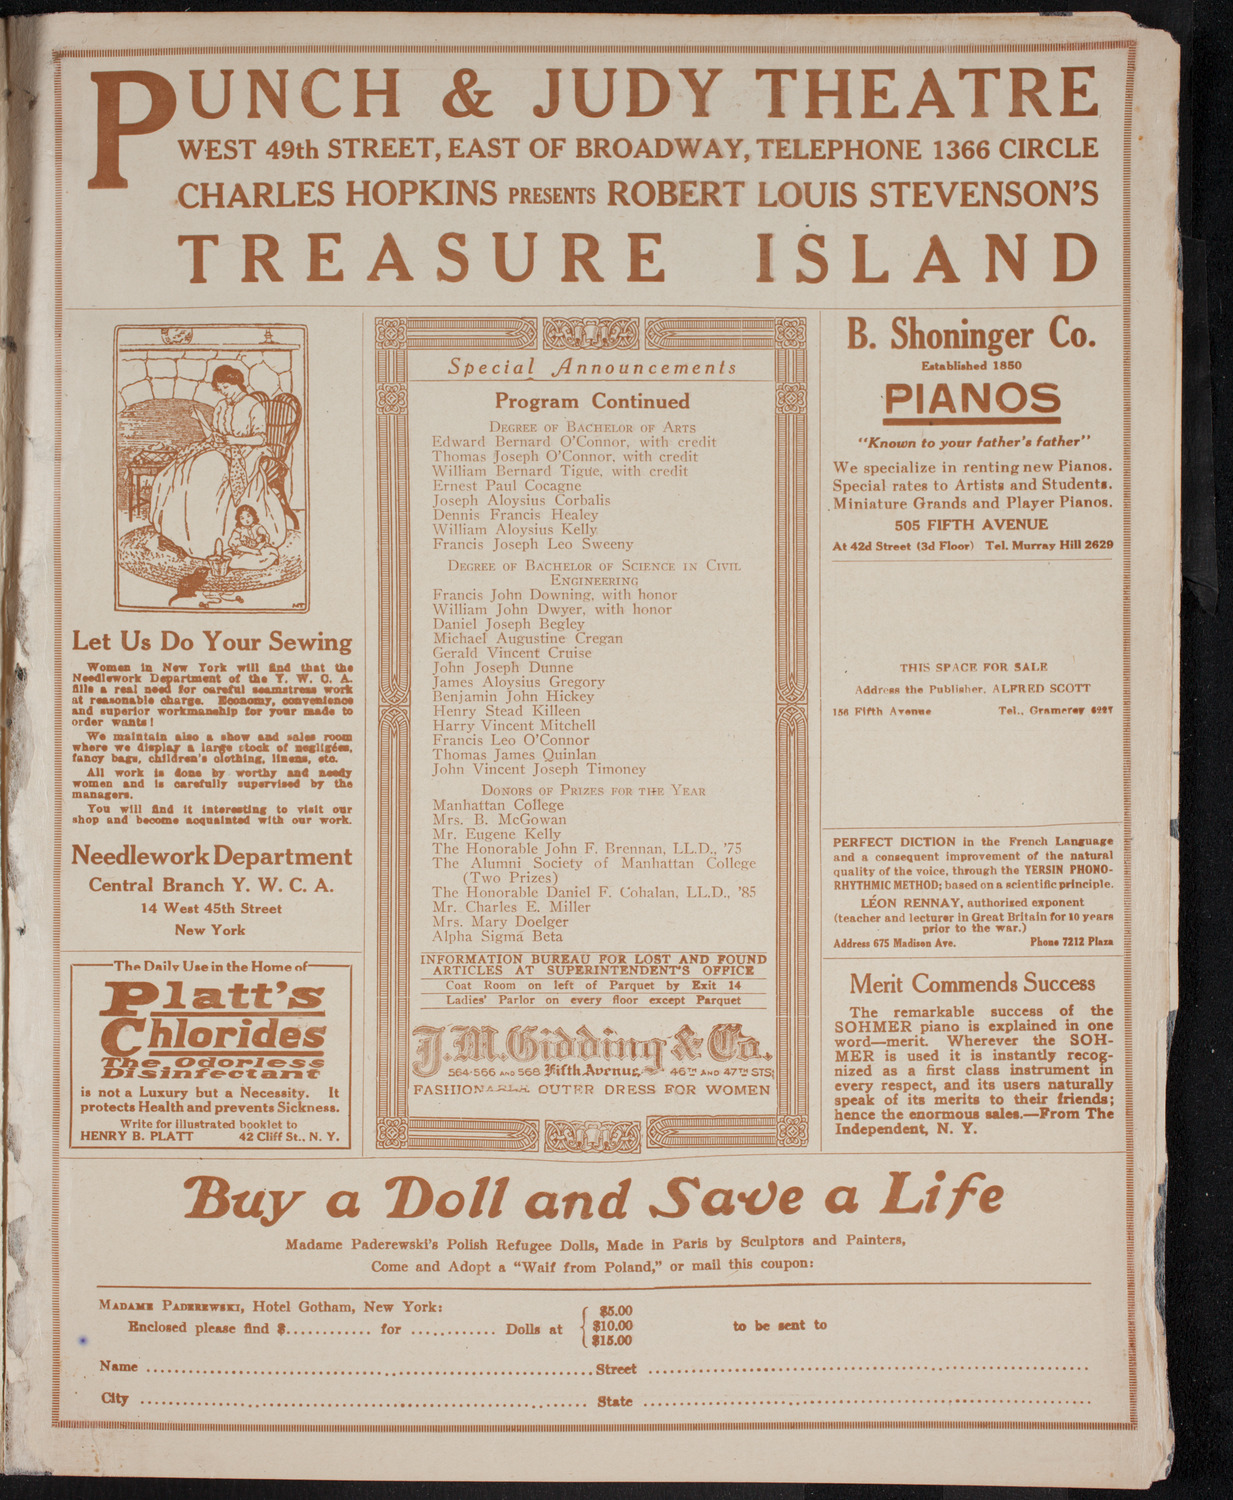 PUNCH & JUDY THEATRE
WEST 49th STREET, EAST OF BROADWAY, TELEPHONE 1366 CIRCLE
CHARLES HOPKINS PRESENTS ROBERT LOUIS STEVENSON'S
TREASURE ISLAND
Let Us Do Your Sewing
Women in New York will find that the
Needlework Department of the Y. W. C. A.
fills a real need for careful seamstress work
at reasonable charge. Economy, convenience
and superior workmanship for your made to
order wants!
We maintain also a show and sales room
where we display a large stock of negligées,
fancy bags, children's clothing, linens, etc.
All work is done by worthy and needy
women and is carefully supervised by the
managers.
You will find it interesting to visit our
shop and become acquainted with our work.
Needlework Department
Central Branch Y. W. C. A.
14 West 45th Street
New York
The Daily Use in the Home of
Platt's
Chlorides
The Odorless
Disinfectant
is not a Luxury but a Necessity. It
protects Health and prevents Sickness.
Write for illustrated booklet to
HENRY B. PLATT 42 Cliff St., N. Y.
Special Announcements
Program Continued
DEGREE OF BACHELOR OF ARTS
Edward Bernard O'Connor, with credit
Thomas Joseph O'Connor, with credit
William Bernard Tigue, with credit
Ernest Paul Cocagne
Joseph Aloysius Corbalis
Dennis Francis Healey
William Aloysius Kelly
Francis Joseph Leo Sweeny
DEGREE OF BACHELOR OF SCIENCE IN CIVIL
ENGINEERING
Francis John Downing, with honor
William John Dwyer, with honor
Daniel Joseph Begley
Michael Augustine Cregan
Gerald Vincent Cruise
John Joseph Dunne
James Aloysius Gregory
Benjamin John Hickey
Henry Stead Killeen
Harry Vincent Mitchell
Francis Leo O'Connor
Thomas James Quinlan
John Vincent Joseph Timoney
DONORS OF PRIZES FOR THE YEAR
Manhattan College
Mrs. B. McGowan
Mr. Eugene Kelly
The Honorable John F. Brennan, LL.D., '75
The Alumni Society of Manhattan College
(Two Prizes)
The Honorable Daniel F. Cohalan, LL.D., '85
Mr. Charles E. Miller
Mrs. Mary Doelger
Alpha Sigma Beta
INFORMATION BUREAU FOR LOST AND FOUND
ARTICLES AT SUPERINTENDENT'S OFFICE
Coat Room on left of Parquet by Exit 14
Ladies' Parlor on every floor except Parquet
J. M. Gidding & Co.
564-566 AND 568 Fifth Avenue 46TH AND 47TH STS.
FASHIONABLE OUTER DRESS FOR WOMEN
B. Shoninger Co.
Established 1850
PIANOS
"Known to your father's father"
We specialize in renting new Pianos.
Special rates to Artists and Students.
Miniature Grands and Player Pianos.
505 FIFTH AVENUE
At 42d Street (3d Floor) Tel. Murray Hill 2629
THIS SPACE FOR SALE
Address the Publisher, ALFRED SCOTT
156 Fifth Avenue Tel., Gramercy
PERFECT DICTION in the French Language
and a consequent improvement of the natural
quality of the voice, through the YERSIN PHONO-
RHYTHMIC METHOD; based on a scientific principle.
LÉON RENNAY, authorised exponent
(teacher and lecturer in Great Britain for 10 years
prior to the war.)
Address 675 Madison Ave. Phone 7212 Plaza
Merit Commends Success
The remarkable success of the
SOHMER piano is explained in one
word—merit. Wherever the SOH-
MER is used it is instantly recog-
nized as a first class instrument in
every respect, and its users naturally
speak of its merits to their friends;
hence the enormous sales.—From The
Independent, N. Y.
Buy a Doll and Save a Life
Madame Paderewski's Polish Refugee Dolls, Made in Paris by Sculptors and Painters,
Come and Adopt a "Waif from Poland," or mail this coupon:
MADAME PADEREWSKI, Hotel Gotham, New York:
Enclosed please find $............ for ............ Dolls at { $5.00 $10.00 $15.00 to be sent to
Name .......... Street ..........
City .......... State ..........